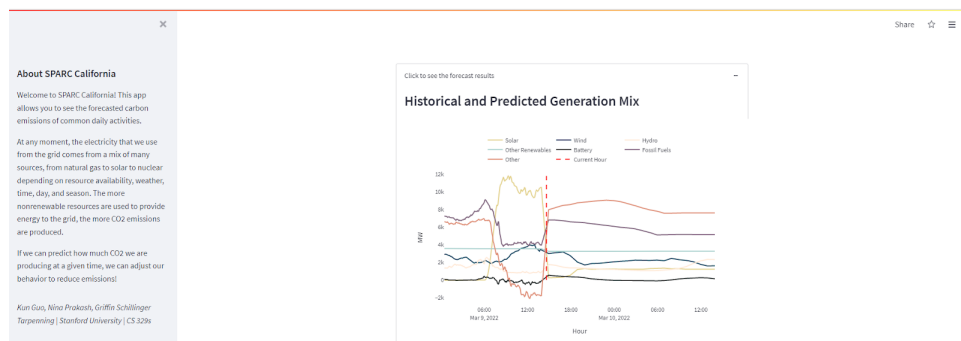 ×
Share ☆ ≡
About SPARC California
Welcome to SPARC California! This app
allows you to see the forecasted carbon
emissions of common daily activities.
At any moment, the electricity that we use
from the grid comes from a mix of many
sources, from natural gas to solar to nuclear
depending on resource availability, weather,
time, day, and season. The more
nonrenewable resources are used to provide
energy to the grid, the more CO2 emissions
are produced.
If we can predict how much CO2 we are
producing at a given time, we can adjust our
behavior to reduce emissions!
Kun Guo, Nina Prakash, Griffin Schillinger
Tarpenning | Stanford University | CS 329s
Click to see the forecast results −
Historical and Predicted Generation Mix
Solar Wind Hydro
Other Renewables Battery Fossil Fuels
Other Current Hour
12k
10k
8k
6k
4k
2k
0
−2k
MW
06:00 12:00 00:00 06:00 12:00
Mar 9, 2022 Mar 10, 2022
Hour